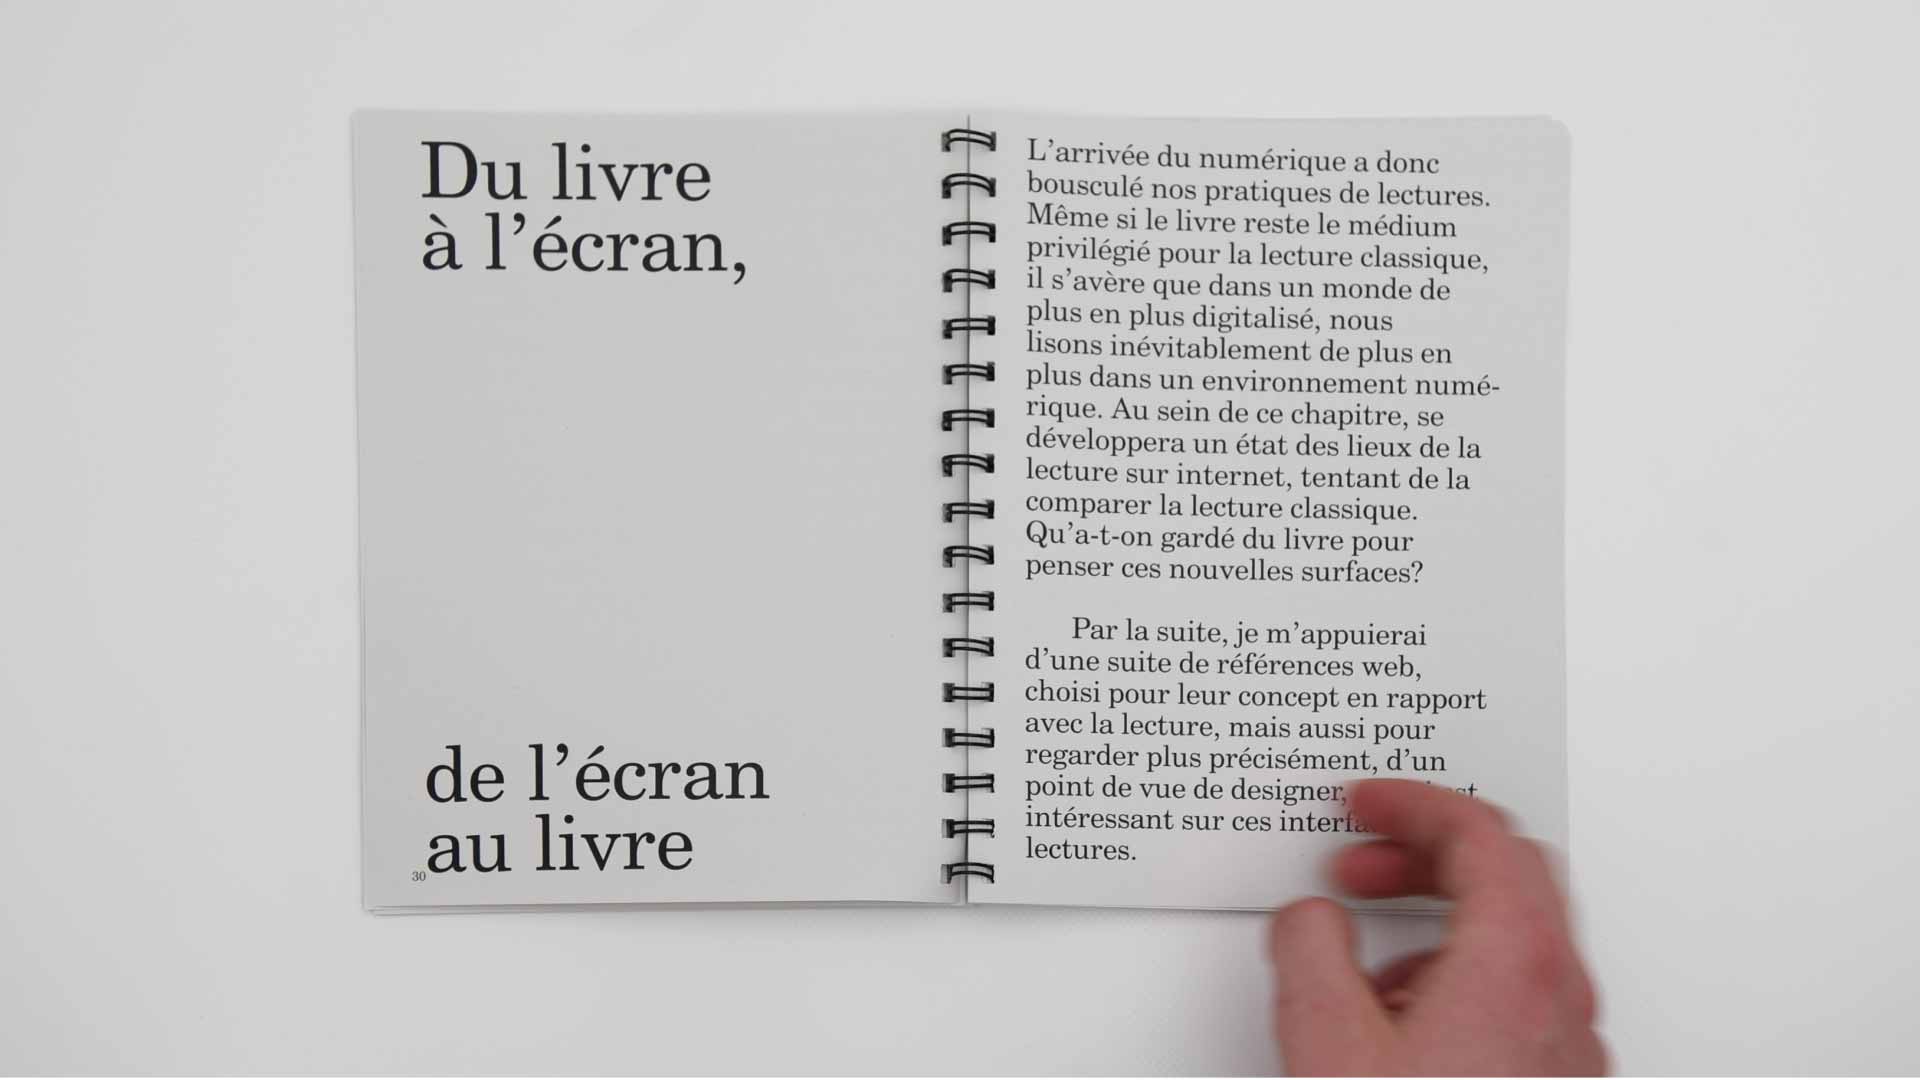 Du livre
à l’écran,
de l’écran
au livre
30
L’arrivée du numérique a donc
bousculé nos pratiques de lectures.
Même si le livre reste le médium
privilégié pour la lecture classique,
il s’avère que dans un monde de
plus en plus digitalisé, nous
lisons inévitablement de plus en
plus dans un environnement numé-
rique. Au sein de ce chapitre, se
développera un état des lieux de la
lecture sur internet, tentant de la
comparer la lecture classique.
Qu’a-t-on gardé du livre pour
penser ces nouvelles surfaces?
Par la suite, je m’appuierai
d’une suite de références web,
choisi pour leur concept en rapport
avec la lecture, mais aussi pour
regarder plus précisément, d’un
point de vue de designer,
intéressant sur ces
lectures.